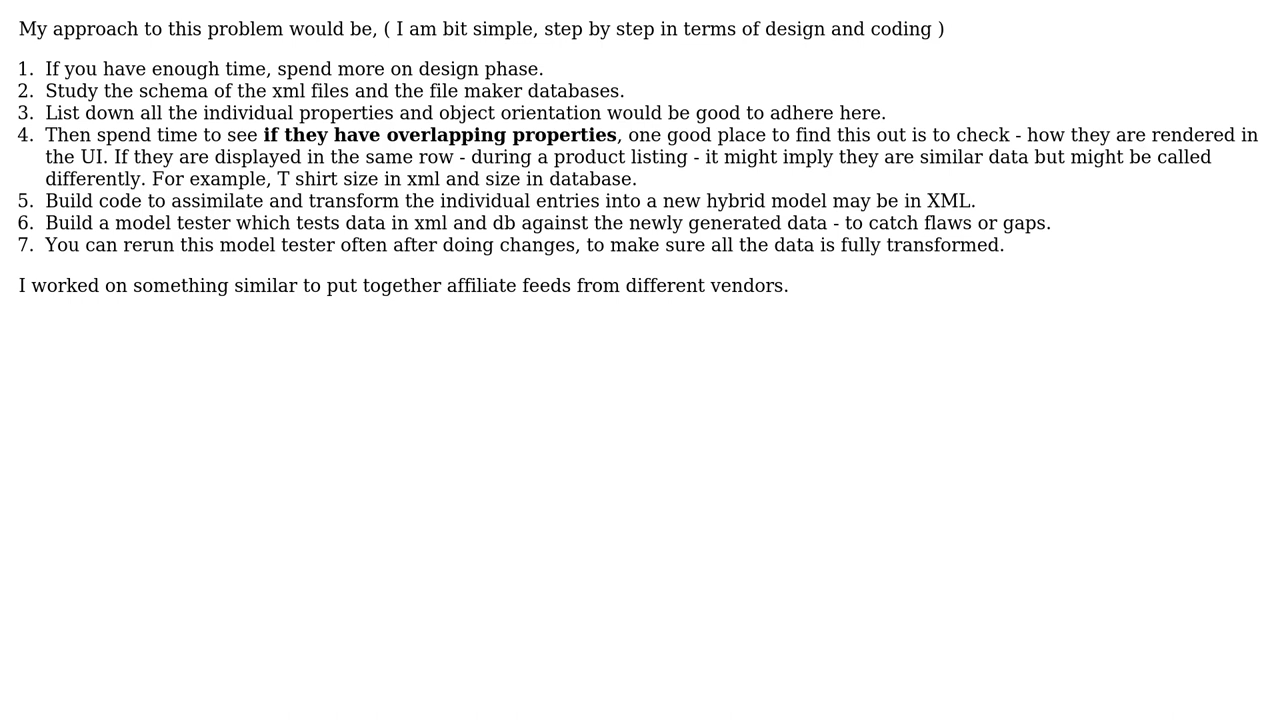 My approach to this problem would be, ( I am bit simple, step by step in terms of design and coding )
1. If you have enough time, spend more on design phase.
2. Study the schema of the xml files and the file maker databases.
3. List down all the individual properties and object orientation would be good to adhere here.
4. Then spend time to see if they have overlapping properties, one good place to find this out is to check - how they are rendered in
the UI. If they are displayed in the same row - during a product listing - it might imply they are similar data but might be called
differently. For example, T shirt size in xml and size in database.
5. Build code to assimilate and transform the individual entries into a new hybrid model may be in XML.
6. Build a model tester which tests data in xml and db against the newly generated data - to catch flaws or gaps.
7. You can rerun this model tester often after doing changes, to make sure all the data is fully transformed.
I worked on something similar to put together affiliate feeds from different vendors.